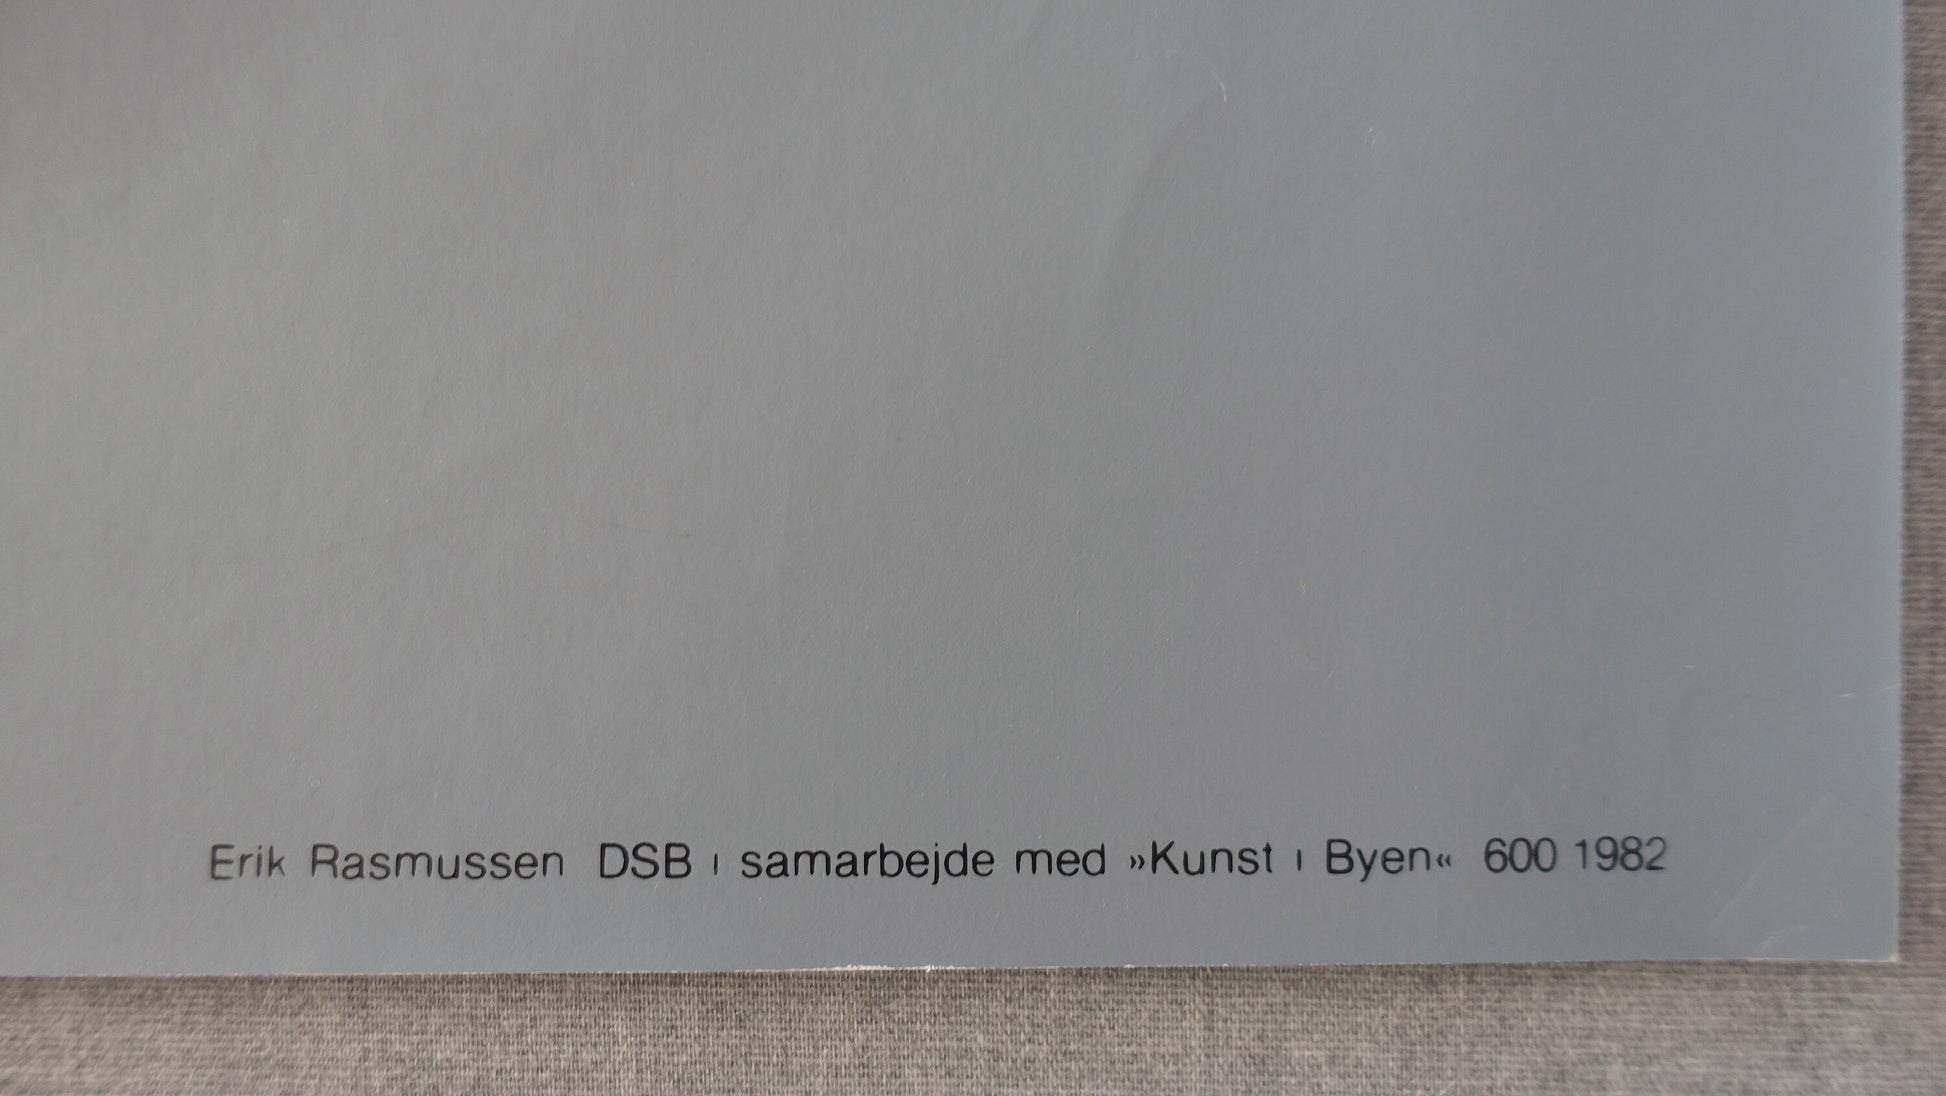 Erik Rasmussen DSB i samarbejde med »Kunst i Byen« 600 1982